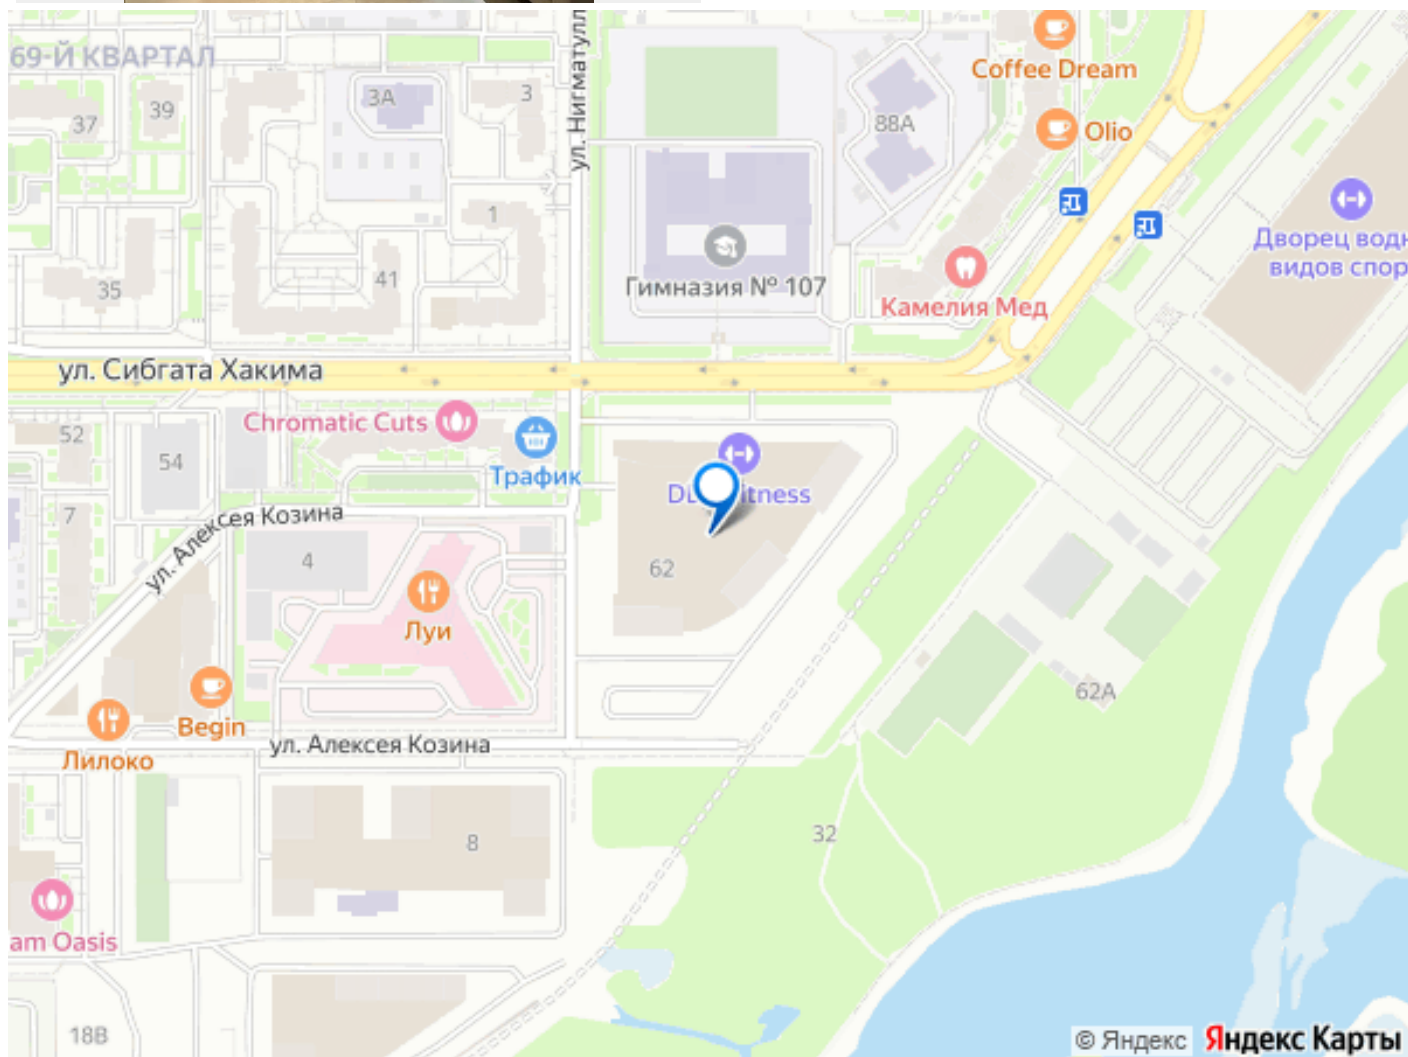 69-Й КВАРТАЛ
37
39
3А
3
ул. Нигматулл
88А
Coffee Dream
Olio
35
41
1
Гимназия № 107
Камелия Мед
Дворец водн
видов спор
ул. Сибгата Хакима
52
54
Chromatic Cuts
Трафик
7
ул. Алексея Козина
4
Луи
62
itness
62А
Begin
Лилоко
ул. Алексея Козина
8
32
am Oasis
18В
© Яндекс Яндекс Карты